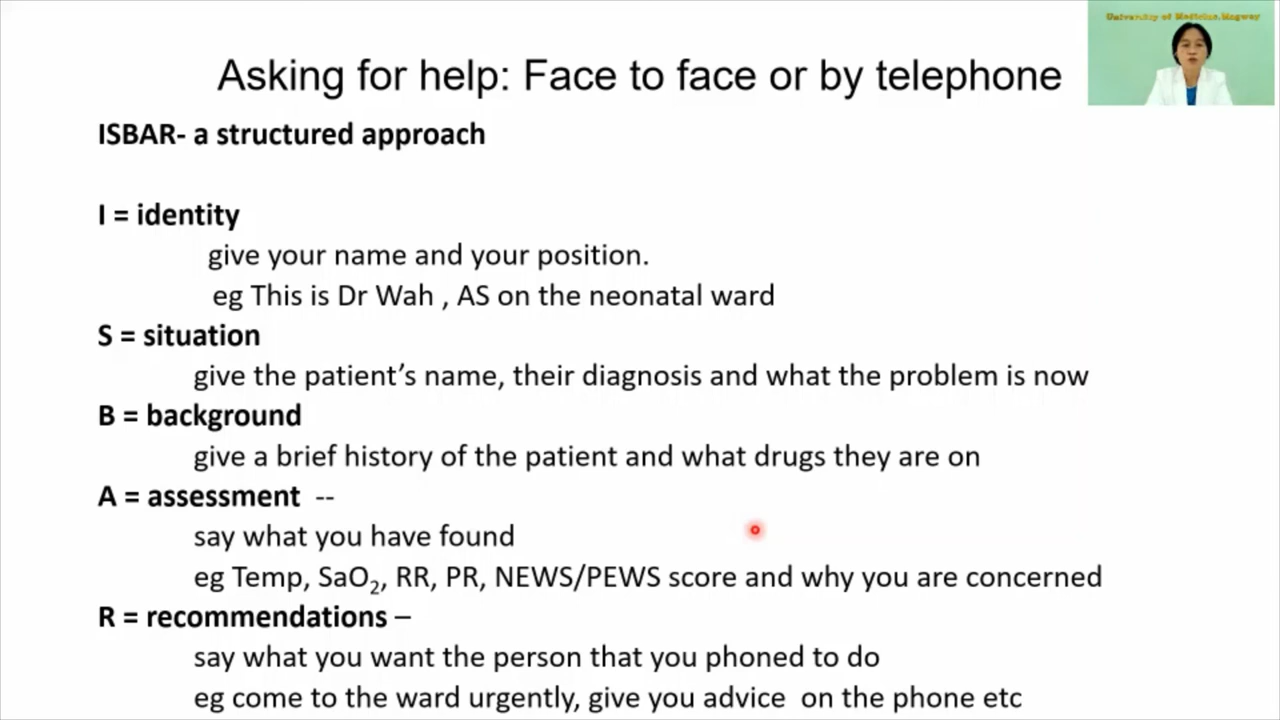 University of Medicine, Magway
Asking for help: Face to face or by telephone
ISBAR- a structured approach
I = identity
give your name and your position.
eg This is Dr Wah , AS on the neonatal ward
S = situation
give the patient’s name, their diagnosis and what the problem is now
B = background
give a brief history of the patient and what drugs they are on
A = assessment --
say what you have found
eg Temp, SaO₂, RR, PR, NEWS/PEWS score and why you are concerned
R = recommendations –
say what you want the person that you phoned to do
eg come to the ward urgently, give you advice on the phone etc